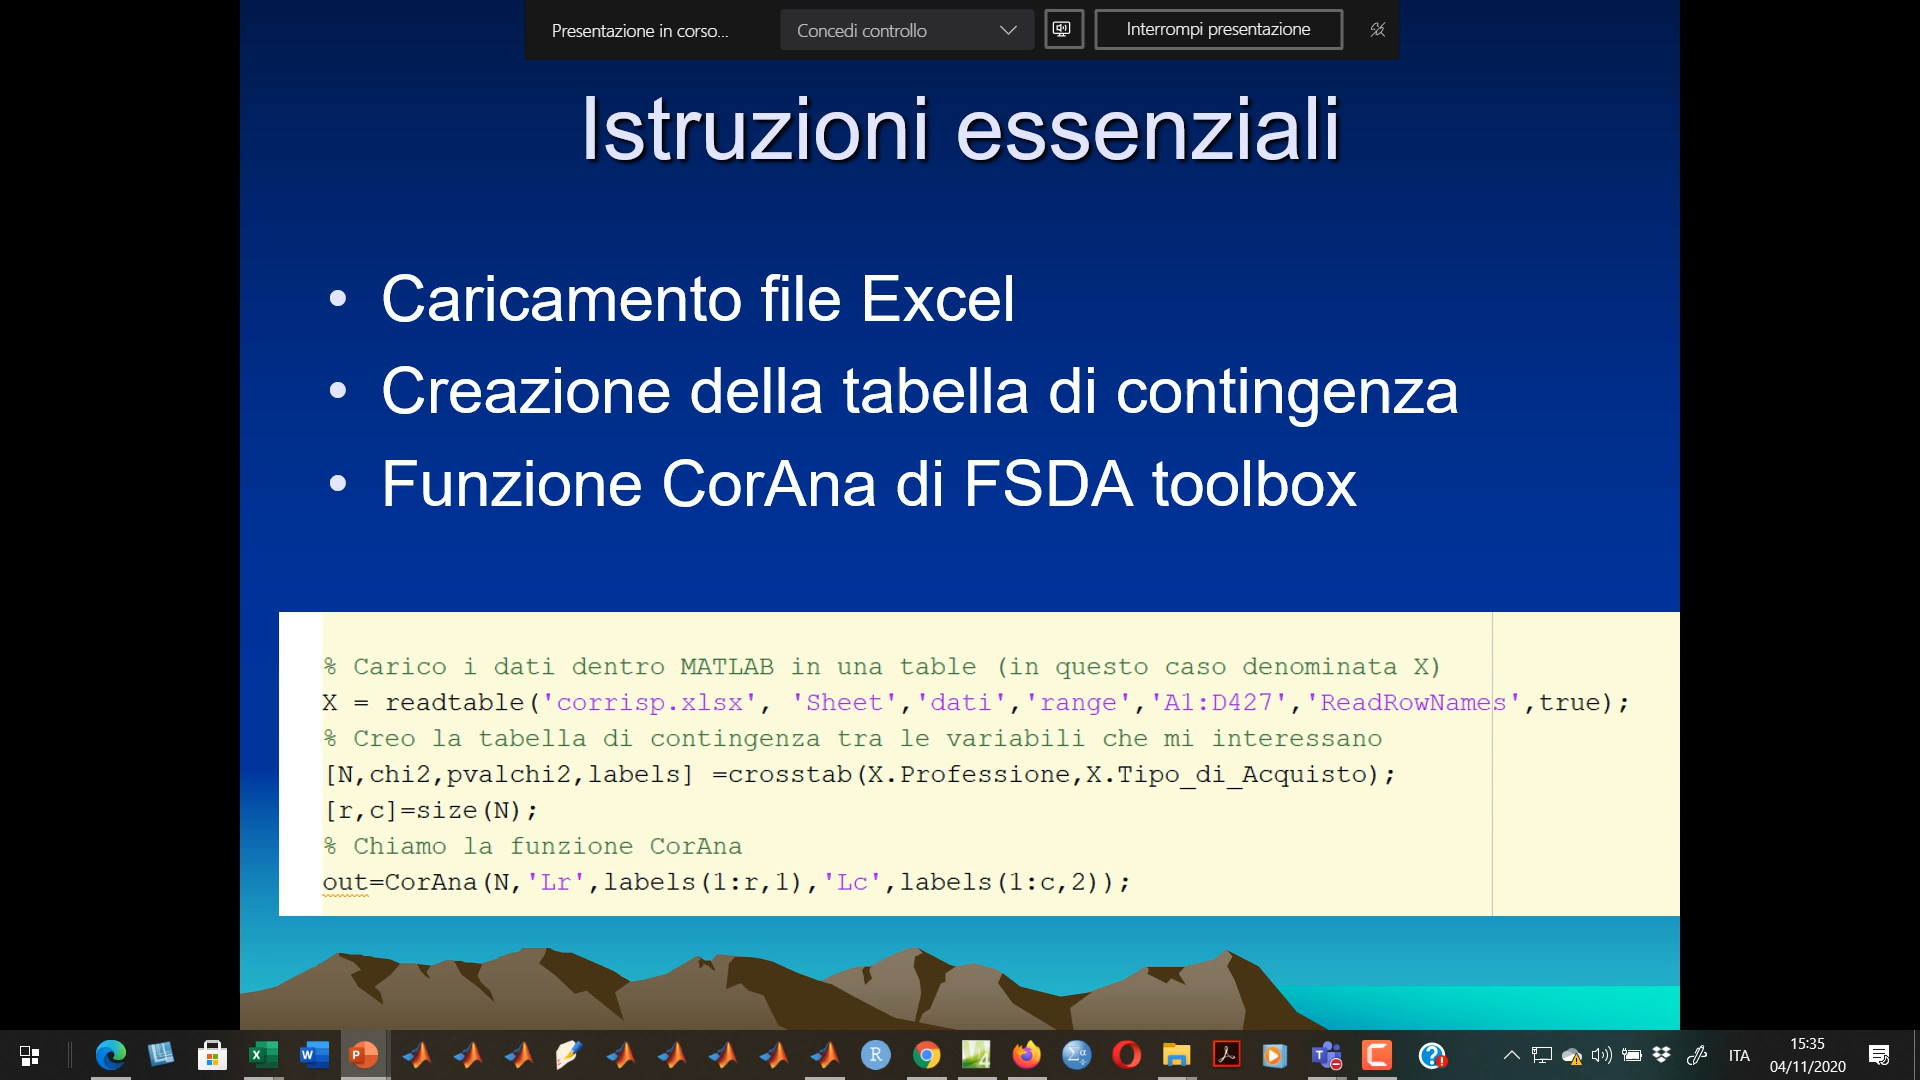 Presentazione in corso...
Concedi controllo
Interrompi presentazione
Istruzioni essenziali
• Caricamento file Excel
• Creazione della tabella di contingenza
• Funzione CorAna di FSDA toolbox
% Carico i dati dentro MATLAB in una table (in questo caso denominata X)
X = readtable('corrisp.xlsx', 'Sheet','dati','range','A1:D427','ReadRowNames',true);
% Creo la tabella di contingenza tra le variabili che mi interessano
[N,chi2,pvalchi2,labels] =crosstab(X.Professione,X.Tipo_di_Acquisto);
[r,c]=size(N);
% Chiamo la funzione CorAna
out=CorAna(N,'Lr',labels(1:r,1),'Lc',labels(1:c,2));
ITA
15:35
04/11/2020